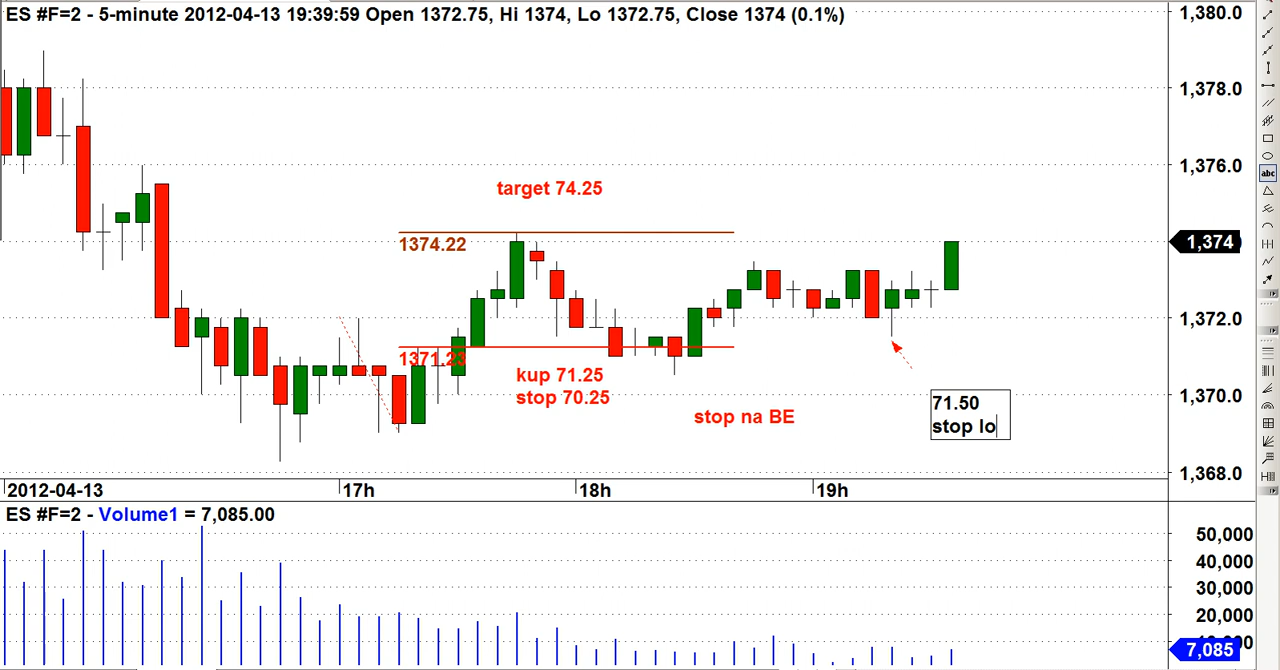 ES #F=2 - 5-minute 2012-04-13 19:39:59 Open 1372.75, Hi 1374, Lo 1372.75, Close 1374 (0.1%)
1,380.0
1,378.0
1,376.0
target 74.25
1374.22
1,374
1,372.0
1371.23
kup 71.25
stop 70.25
stop na BE
71.50
stop lo
1,370.0
1,368.0
2012-04-13
17h
18h
19h
ES #F=2 - Volume1 = 7,085.00
50,000
40,000
30,000
20,000
10,000
7,085
abc